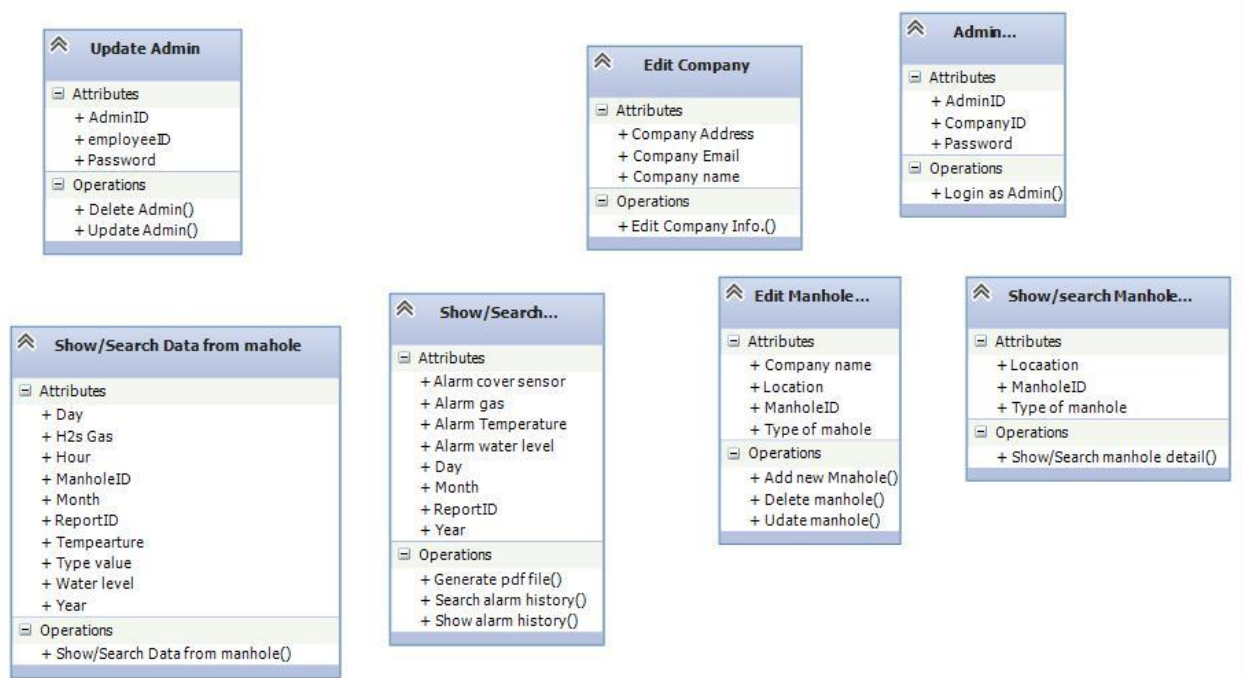 Update Admin
Attributes
+ AdminID
+ employeeID
+ Password
Operations
+ Delete Admin()
+ Update Admin()
Edit Company
Attributes
+ Company Address
+ Company Email
+ Company name
Operations
+ Edit Company Info.()
Admin...
Attributes
+ AdminID
+ CompanyID
+ Password
Operations
+ Login as Admin()
Show/Search Data from mahole
Attributes
+ Day
+ H2s Gas
+ Hour
+ ManholeID
+ Month
+ ReportID
+ Tempearture
+ Type value
+ Water level
+ Year
Operations
+ Show/Search Data from manhole()
Show/Search...
Attributes
+ Alarm cover sensor
+ Alarm gas
+ Alarm Temperature
+ Alarm water level
+ Day
+ Month
+ ReportID
+ Year
Operations
+ Generate pdf file()
+ Search alarm history()
+ Show alarm history()
Edit Manhole...
Attributes
+ Company name
+ Location
+ ManholeID
+ Type of mahole
Operations
+ Add new Mnahole()
+ Delete manhole()
+ Udate manhole()
Show/search Manhole...
Attributes
+ Locaation
+ ManholeID
+ Type of manhole
Operations
+ Show/Search manhole detail()